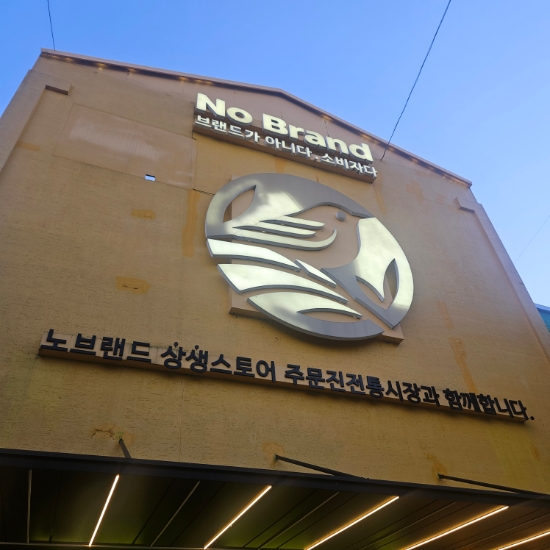 No Brand
브랜드가 아니다. 소비자다
노브랜드 상생스토어 주문진전통시장과 함께합니다.